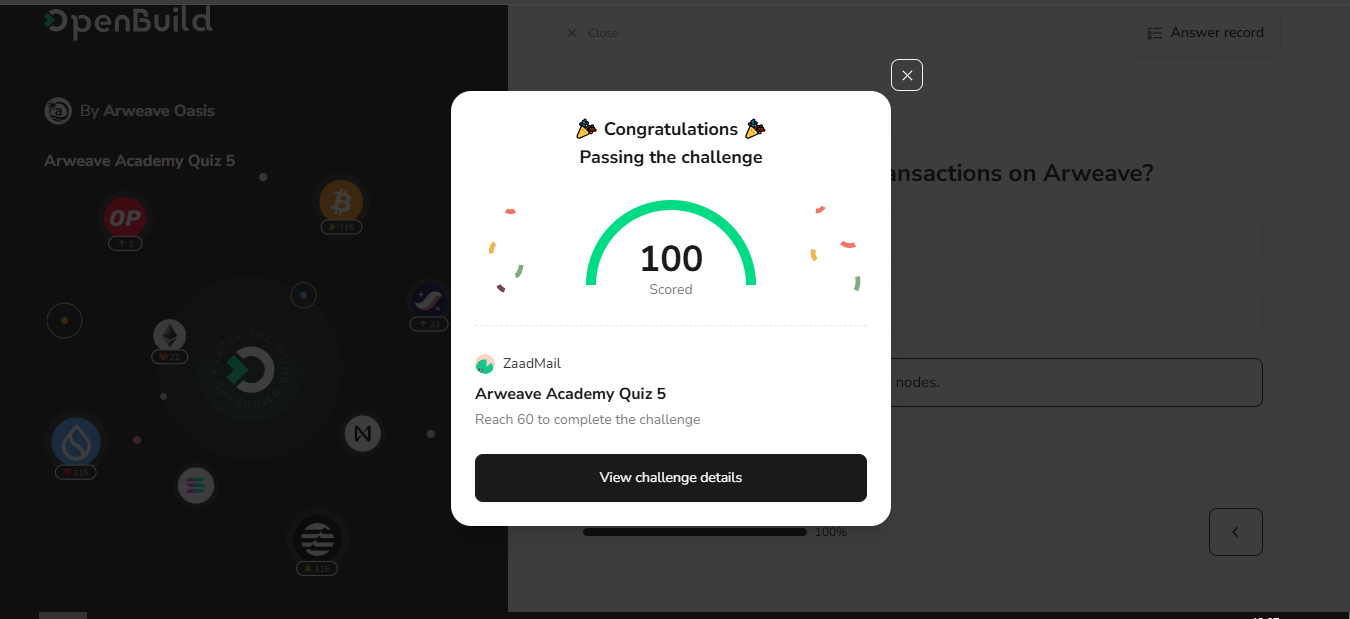 OpenBuild
Close
Answer record
By Arweave Oasis
Arweave Academy Quiz 5
Congratulations
Passing the challenge
ansactions on Arweave?
OP
2
115
100
Scored
32
22
ZaadMail
Arweave Academy Quiz 5
Reach 60 to complete the challenge
nodes.
115
View challenge details
100%
115